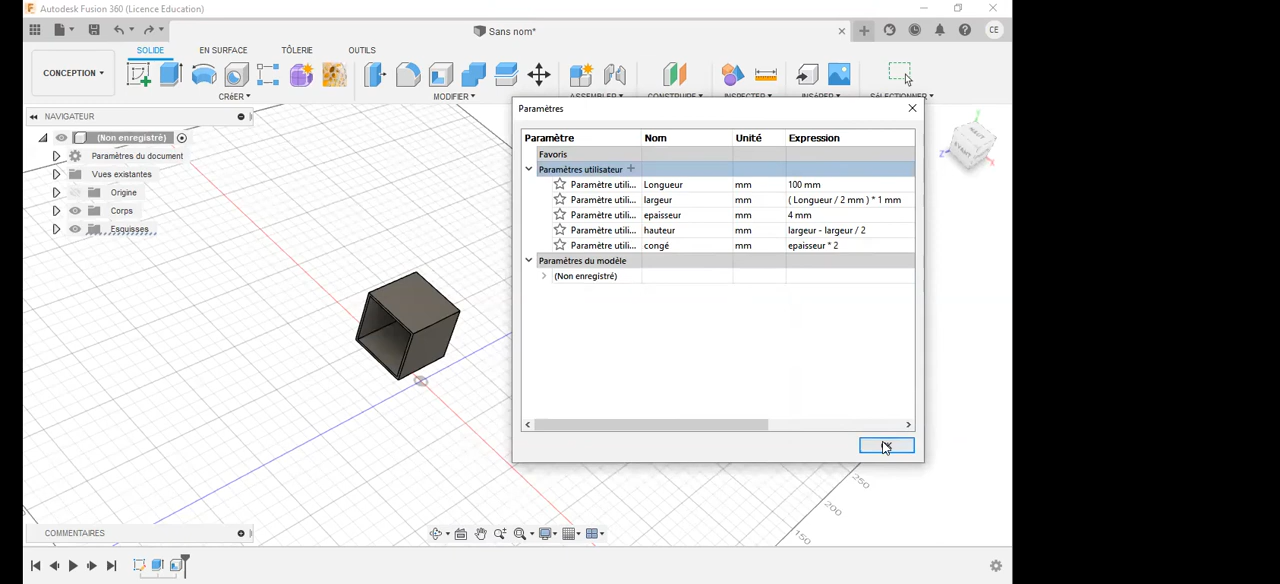 Autodesk Fusion 360 (Licence Education)
Sans nom*
CE
SOLIDE EN SURFACE TÔLERIE OUTILS
CONCEPTION
CRÉER MODIFIER ASSEMBLER CONSTRUIRE INSPECTER INSÉRER SÉLECTIONNER
NAVIGATEUR
(Non enregistré)
Paramètres du document
Vues existantes
Origine
Corps
Esquisses
Paramètres
Paramètre Nom Unité Expression
Favoris
Paramètres utilisateur
Paramètre utili... Longueur mm 100 mm
Paramètre utili... largeur mm ( Longueur / 2 mm ) * 1 mm
Paramètre utili... epaisseur mm 4 mm
Paramètre utili... hauteur mm largeur - largeur / 2
Paramètre utili... congé mm epaisseur * 2
Paramètres du modèle
(Non enregistré)
HAUT
AVANT
Z
X
250
200
150
COMMENTAIRES